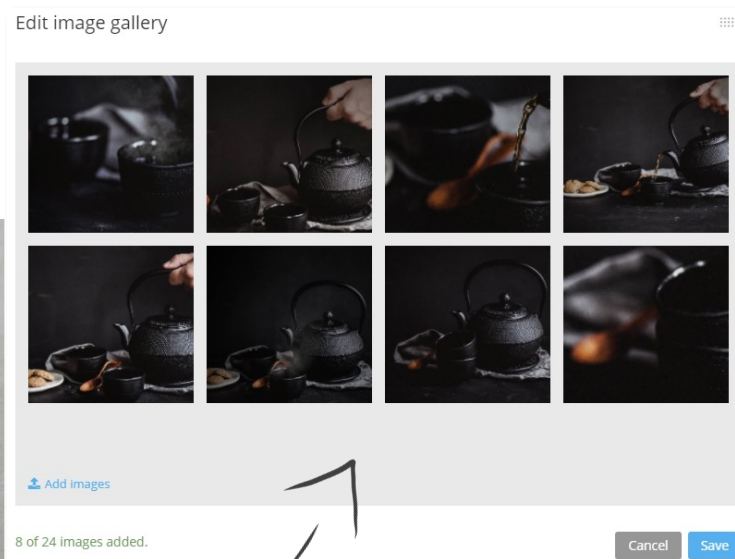 Edit image gallery
Add images
8 of 24 images added.
Cancel
Save